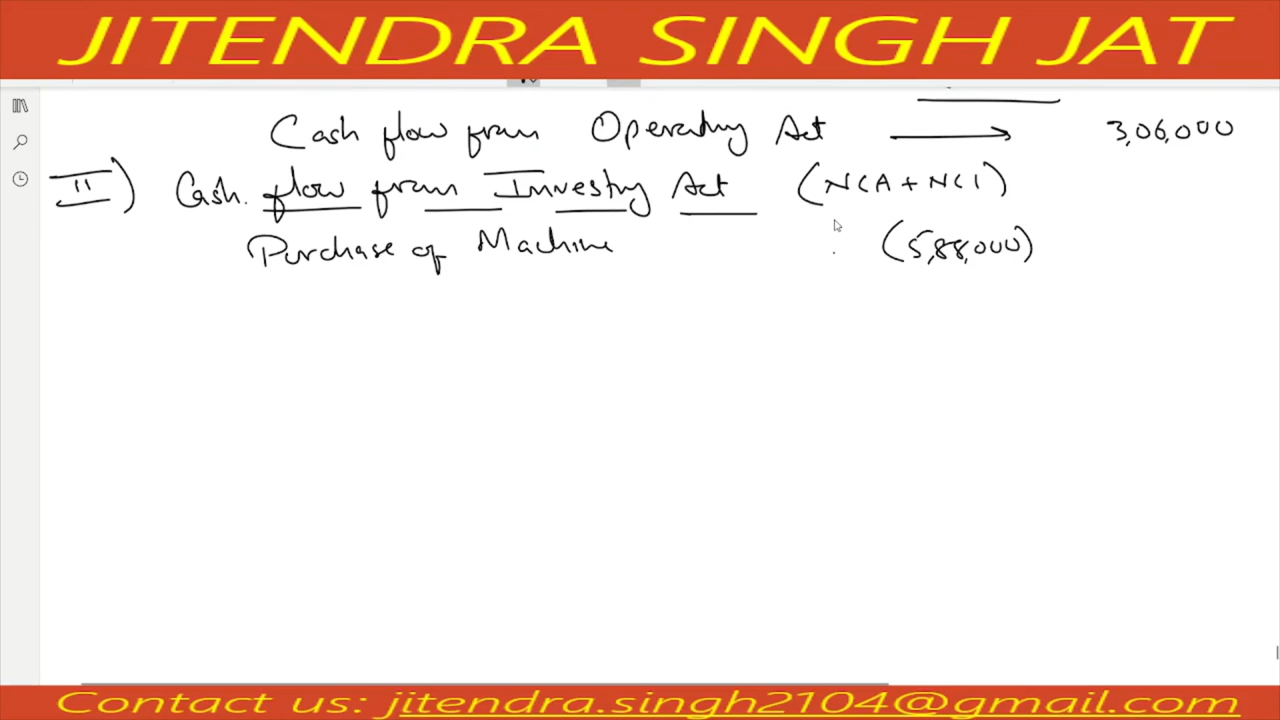 JITENDRA SINGH JAT
Cash flow from Operating Act → 3,06,000
II) Cash flow from Investing Act (NCA + NCI)
Purchase of Machine (5,88,000)
Contact us: jitendra.singh2104@gmail.com